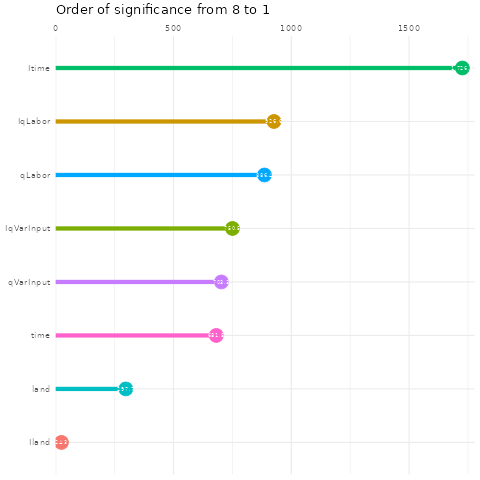 Order of significance from 8 to 1
0 500 1000 1500
ltime
lqLabor
qLabor
lqVarInput
qVarInput
time
land
lland